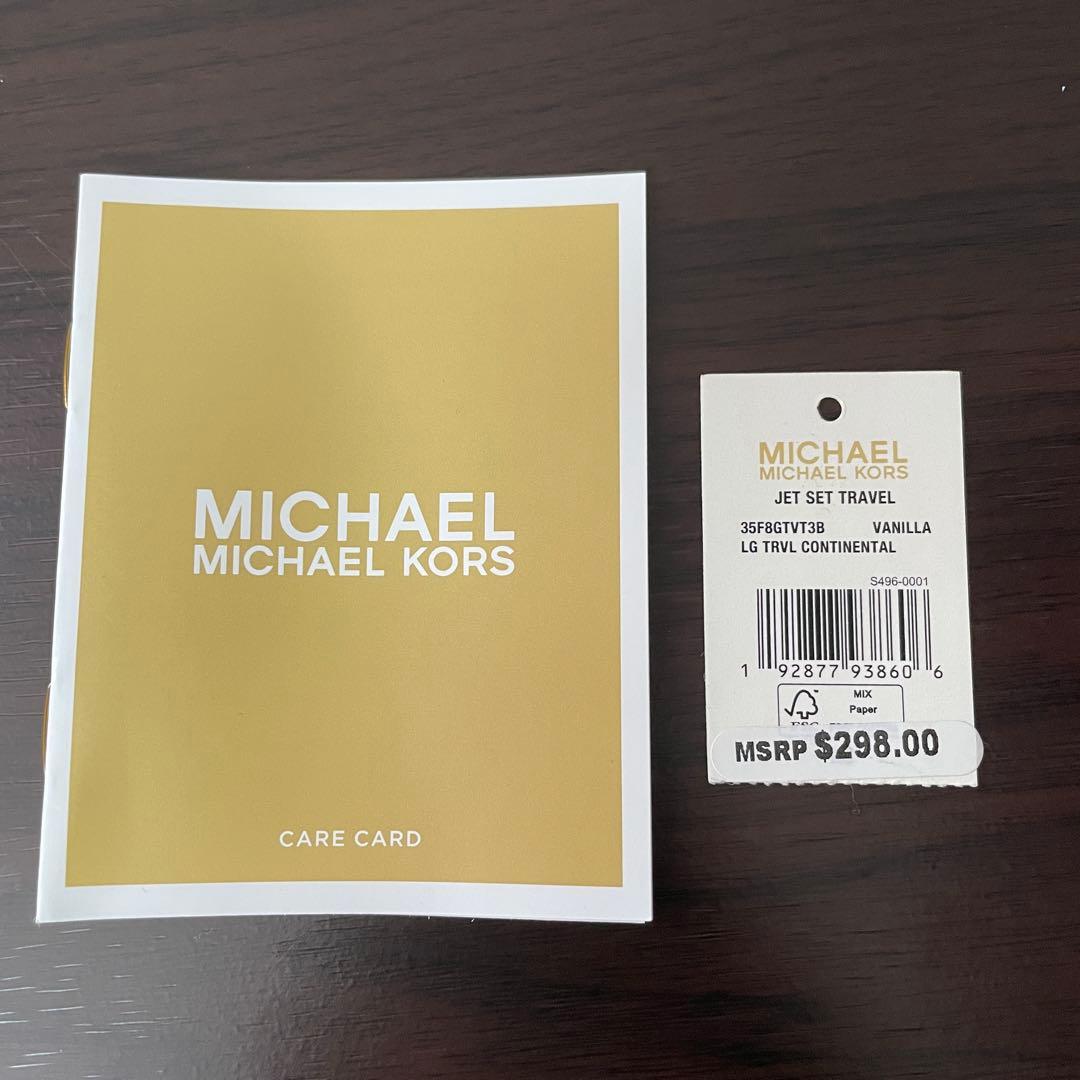 MICHAEL
MICHAEL KORS
CARE CARD
MICHAEL
MICHAEL KORS
JET SET TRAVEL
35F8GTVT3B VANILLA
LG TRVL CONTINENTAL
S496-0001
1 92877 93860 6
MIX
Paper
FSC
MSRP $298.00